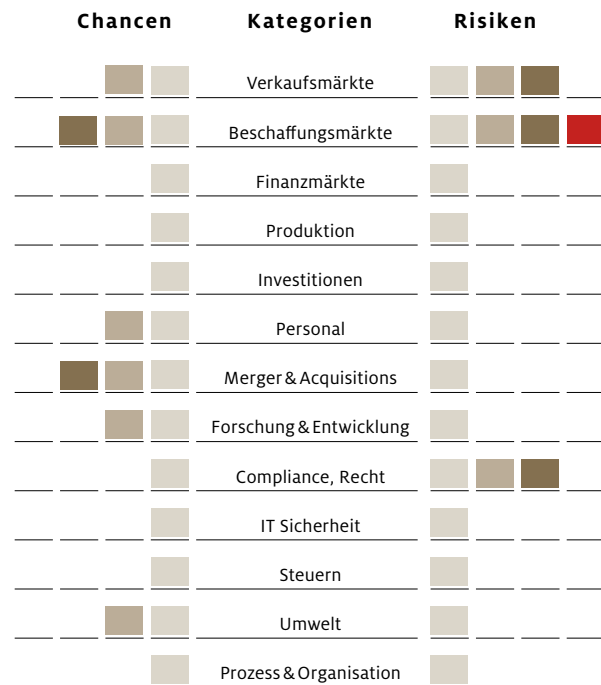 Chancen Kategorien Risiken
Verkaufsmärkte
Beschaffungsmärkte
Finanzmärkte
Produktion
Investitionen
Personal
Merger & Acquisitions
Forschung & Entwicklung
Compliance, Recht
IT Sicherheit
Steuern
Umwelt
Prozess & Organisation